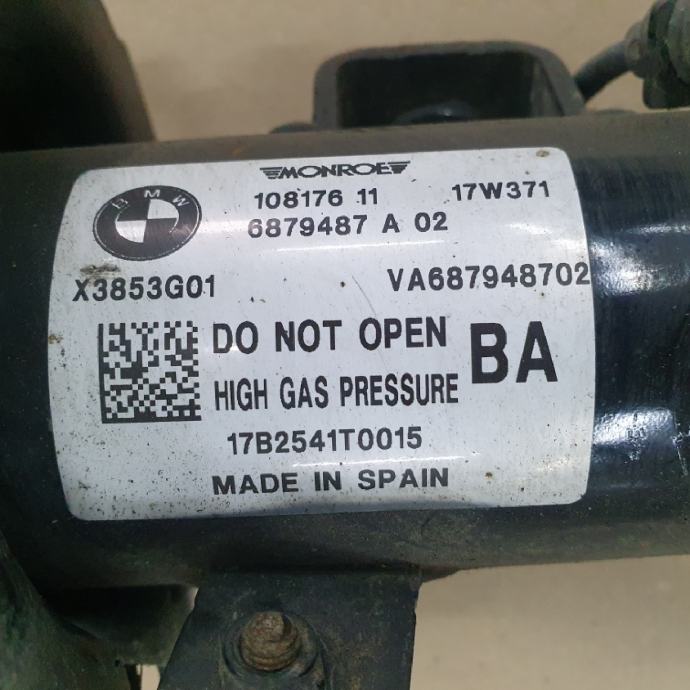 MONROE
BMW
108176 11 17W371
6879487 A 02
X3853G01 VA687948702
DO NOT OPEN
BA
HIGH GAS PRESSURE
17B2541T0015
MADE IN SPAIN